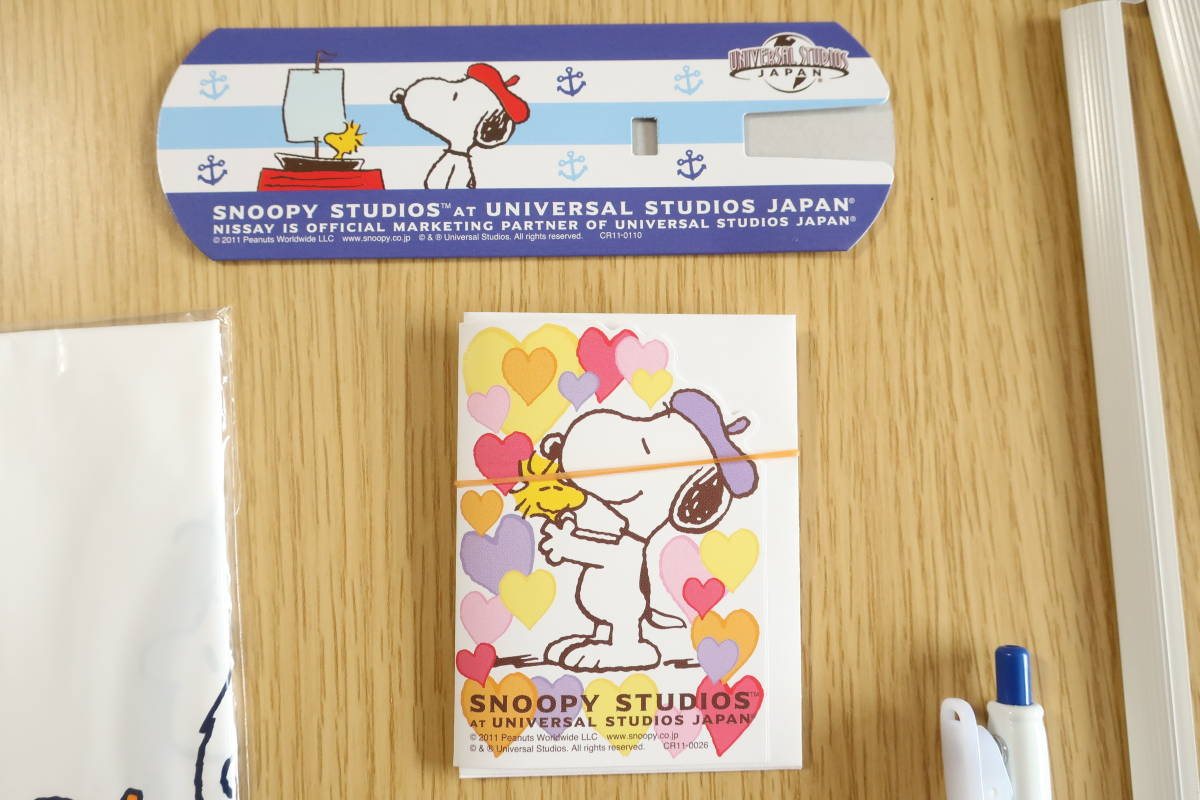 UNIVERSAL STUDIOS
JAPAN®
SNOOPY STUDIOS™ AT UNIVERSAL STUDIOS JAPAN®
NISSAY IS OFFICIAL MARKETING PARTNER OF UNIVERSAL STUDIOS JAPAN®
© 2011 Peanuts Worldwide LLC www.snoopy.co.jp © & ® Universal Studios. All rights reserved. CR11-0110
SNOOPY STUDIOS™
AT UNIVERSAL STUDIOS JAPAN®
© 2011 Peanuts Worldwide LLC www.snoopy.co.jp
© & ® Universal Studios. All rights reserved. CR11-0026